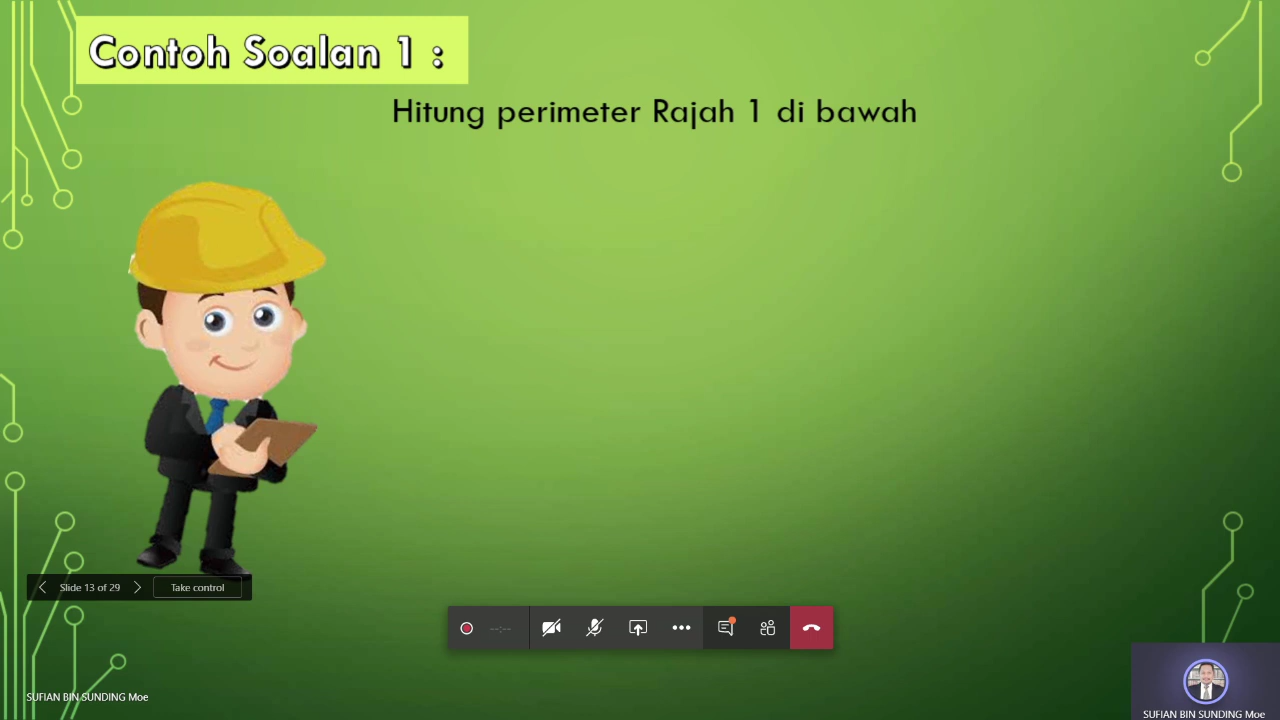 Contoh Soalan 1 :
Hitung perimeter Rajah 1 di bawah
Slide 13 of 29
Take control
--:--
SUFIAN BIN SUNDING Moe
SUFIAN BIN SUNDING Moe